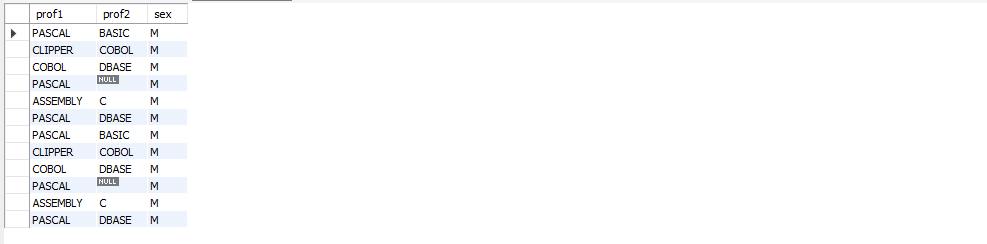 prof1 prof2 sex
PASCAL BASIC M
CLIPPER COBOL M
COBOL DBASE M
PASCAL NULL M
ASSEMBLY C M
PASCAL DBASE M
PASCAL BASIC M
CLIPPER COBOL M
COBOL DBASE M
PASCAL NULL M
ASSEMBLY C M
PASCAL DBASE M